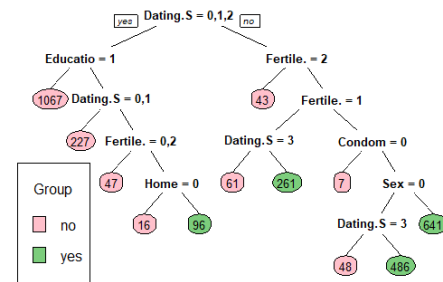 Dating.S = 0,1,2
yes no
Educatio = 1 Fertile. = 2
1067 Dating.S = 0,1 43 Fertile. = 1
227 Fertile. = 0,2 Dating.S = 3 Condom = 0
47 Home = 0 61 261 7 Sex = 0
16 96 Dating.S = 3 641
48 486
Group
no
yes